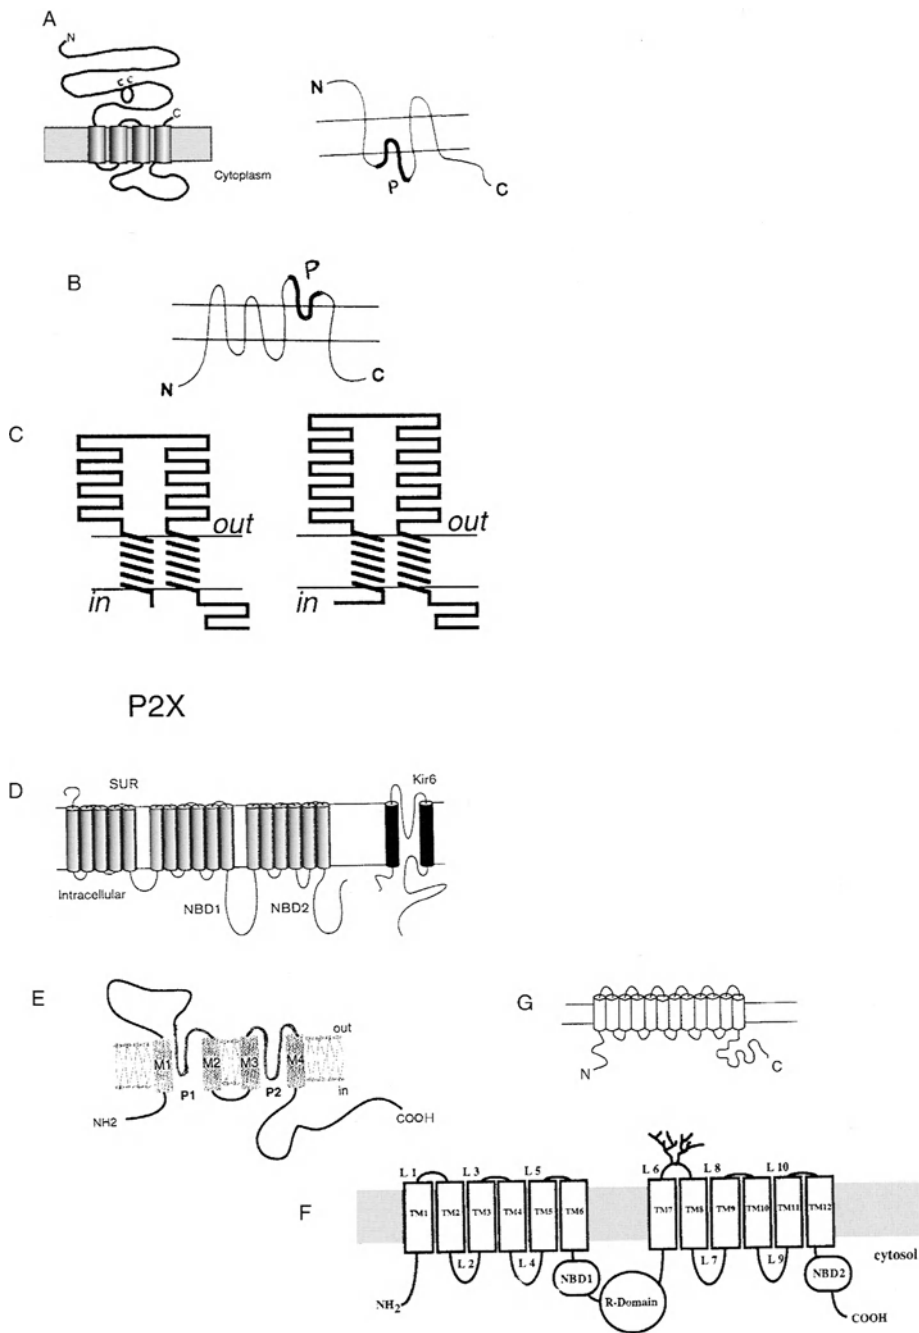 A
N
C C
C
Cytoplasm
N
P
C
B
P
N
C
C
out
in
out
in
P2X
D
SUR
Kir6
Intracellular
NBD1
NBD2
E
out
M1
M2
M3
M4
P1
P2
in
NH2
COOH
G
N
C
F
L 1
L 3
L 5
L 6
L 8
L 10
TM1
TM2
TM3
TM4
TM5
TM6
TM7
TM8
TM9
TM10
TM11
TM12
L 2
L 4
L 7
L 9
cytosol
NBD1
NBD2
NH2
R-Domain
COOH